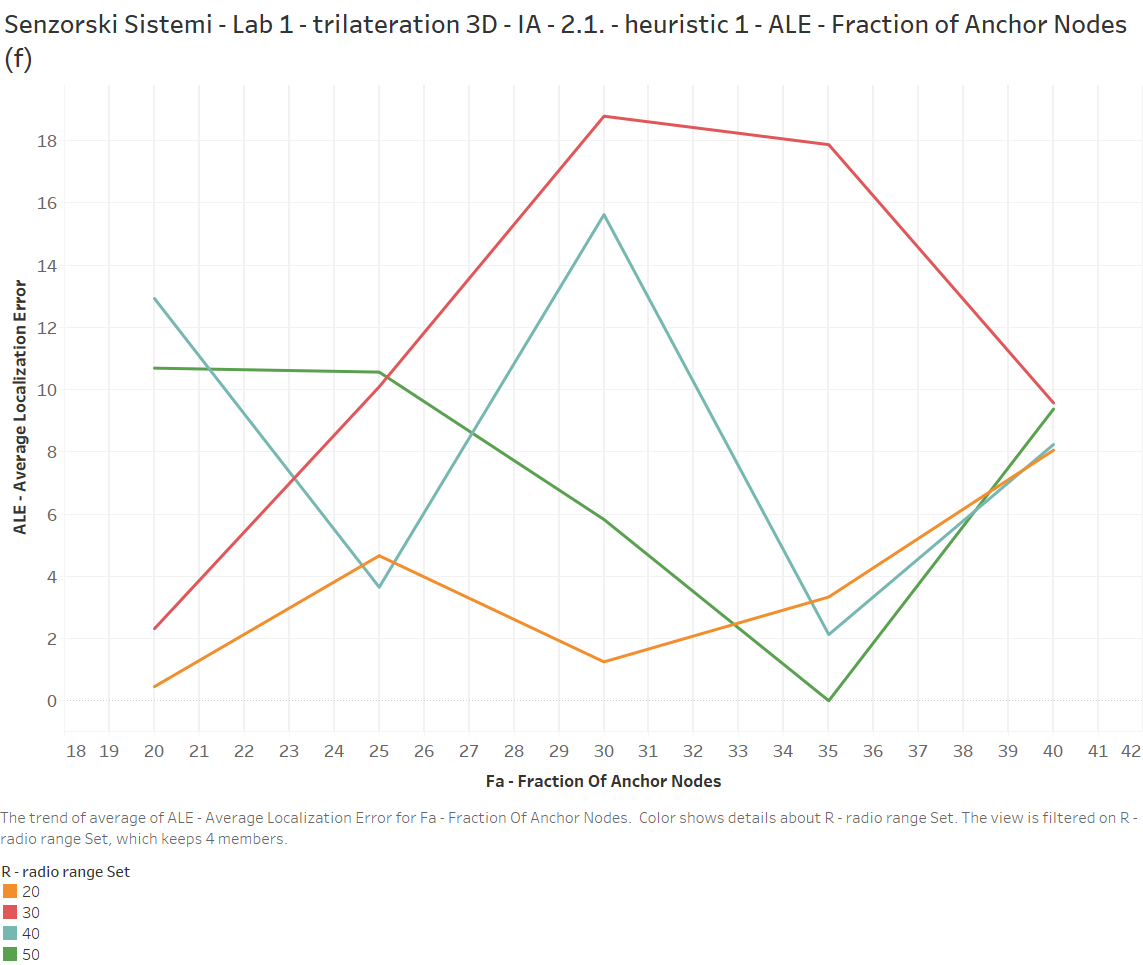 Senzorski Sistemi - Lab 1 - trilateration 3D - IA - 2.1. - heuristic 1 - ALE - Fraction of Anchor Nodes
(f)
18
16
14
12
10
8
6
4
2
0
ALE - Average Localization Error
18 19 20 21 22 23 24 25 26 27 28 29 30 31 32 33 34 35 36 37 38 39 40 41 42
Fa - Fraction Of Anchor Nodes
The trend of average of ALE - Average Localization Error for Fa - Fraction Of Anchor Nodes.  Color shows details about R - radio range Set. The view is filtered on R -
radio range Set, which keeps 4 members.
R - radio range Set
20
30
40
50